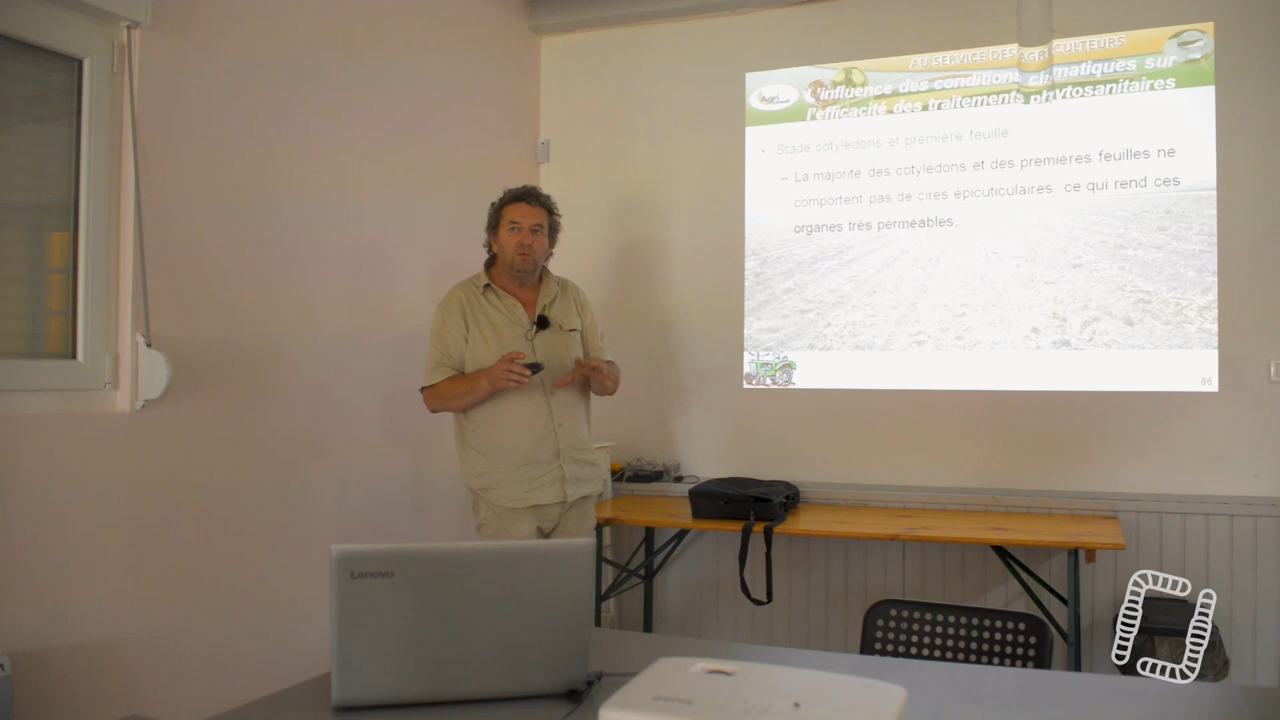 AU SERVICE DES AGRICULTEURS
L'influence des conditions climatiques sur
l'efficacité des traitements phytosanitaires
Agri
• Stade cotylédons et première feuille
– La majorité des cotylédons et des premières feuilles ne
comportent pas de cires épicuticulaires. ce qui rend ces
organes très perméables.
86
Lenovo